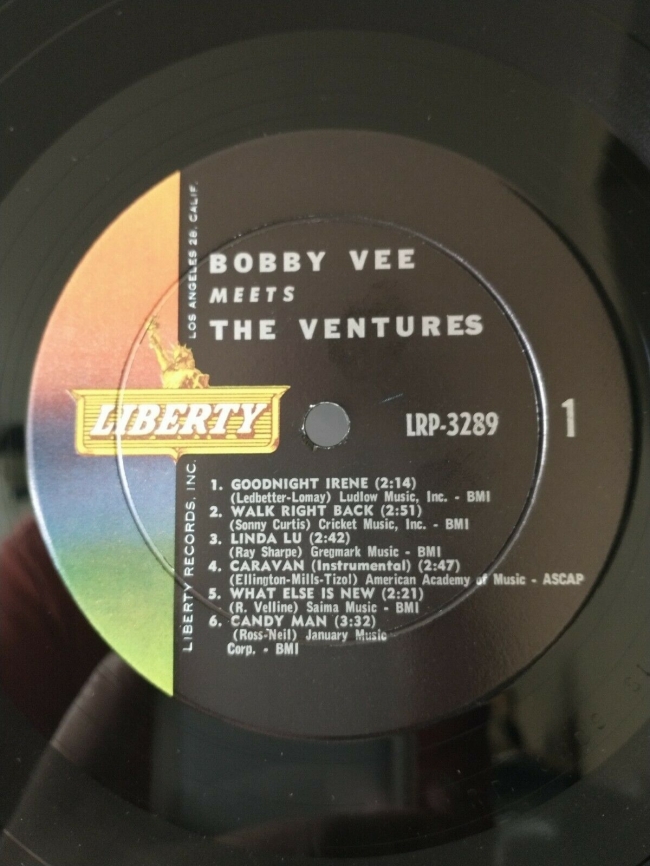 BOBBY VEE
MEETS
THE VENTURES
LOS ANGELES 28, CALIF.
LIBERTY
LRP-3289
1
LIBERTY RECORDS, INC.
1. GOODNIGHT IRENE (2:14)
(Ledbetter-Lomay) Ludlow Music, Inc. - BMI
2. WALK RIGHT BACK (2:51)
(Sonny Curtis) Cricket Music, Inc. - BMI
3. LINDA LU (2:42)
(Ray Sharpe) Gregmark Music - BMI
4. CARAVAN (Instrumental) (2:47)
(Ellington-Mills-Tizol) American Academy of Music - ASCAP
5. WHAT ELSE IS NEW (2:21)
(R. Velline) Saima Music - BMI
6. CANDY MAN (3:32)
(Ross-Neil) January Music
Corp. - BMI